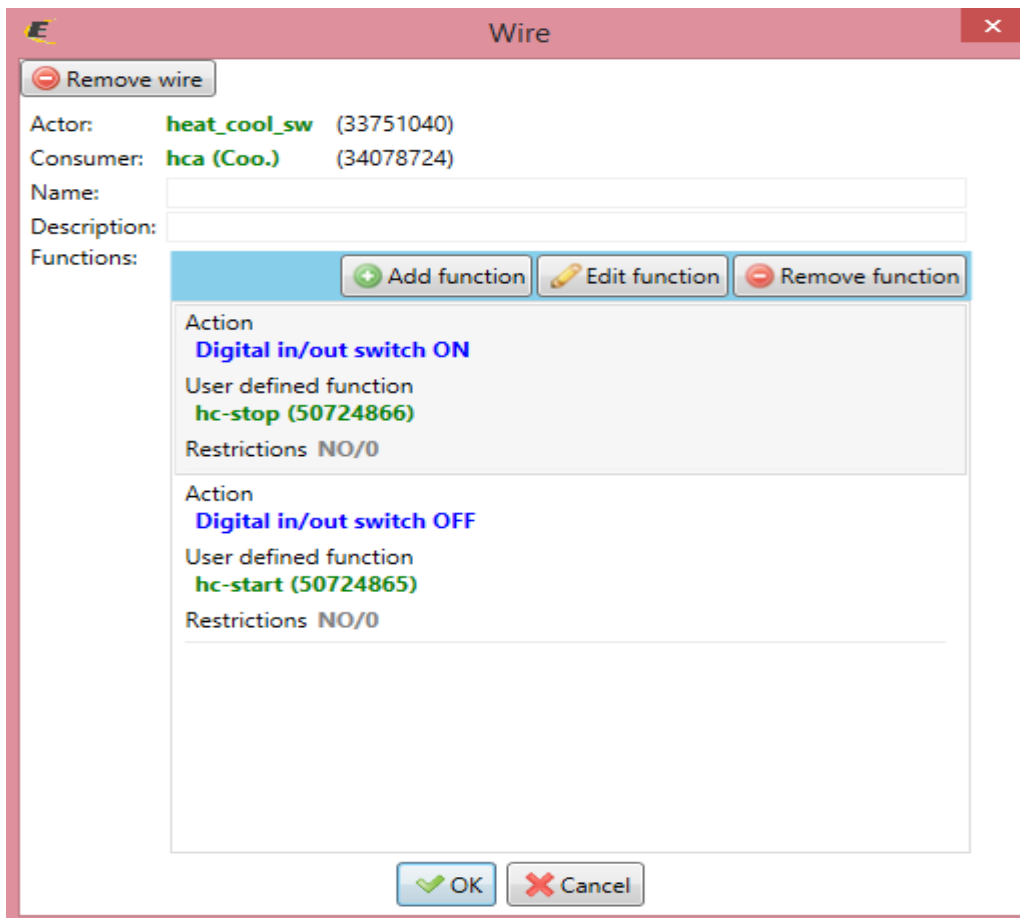 Wire
Remove wire
Actor: heat_cool_sw (33751040)
Consumer: hca (Coo.) (34078724)
Name:
Description:
Functions:
Add function Edit function Remove function
Action
Digital in/out switch ON
User defined function
hc-stop (50724866)
Restrictions NO/0
Action
Digital in/out switch OFF
User defined function
hc-start (50724865)
Restrictions NO/0
OK Cancel